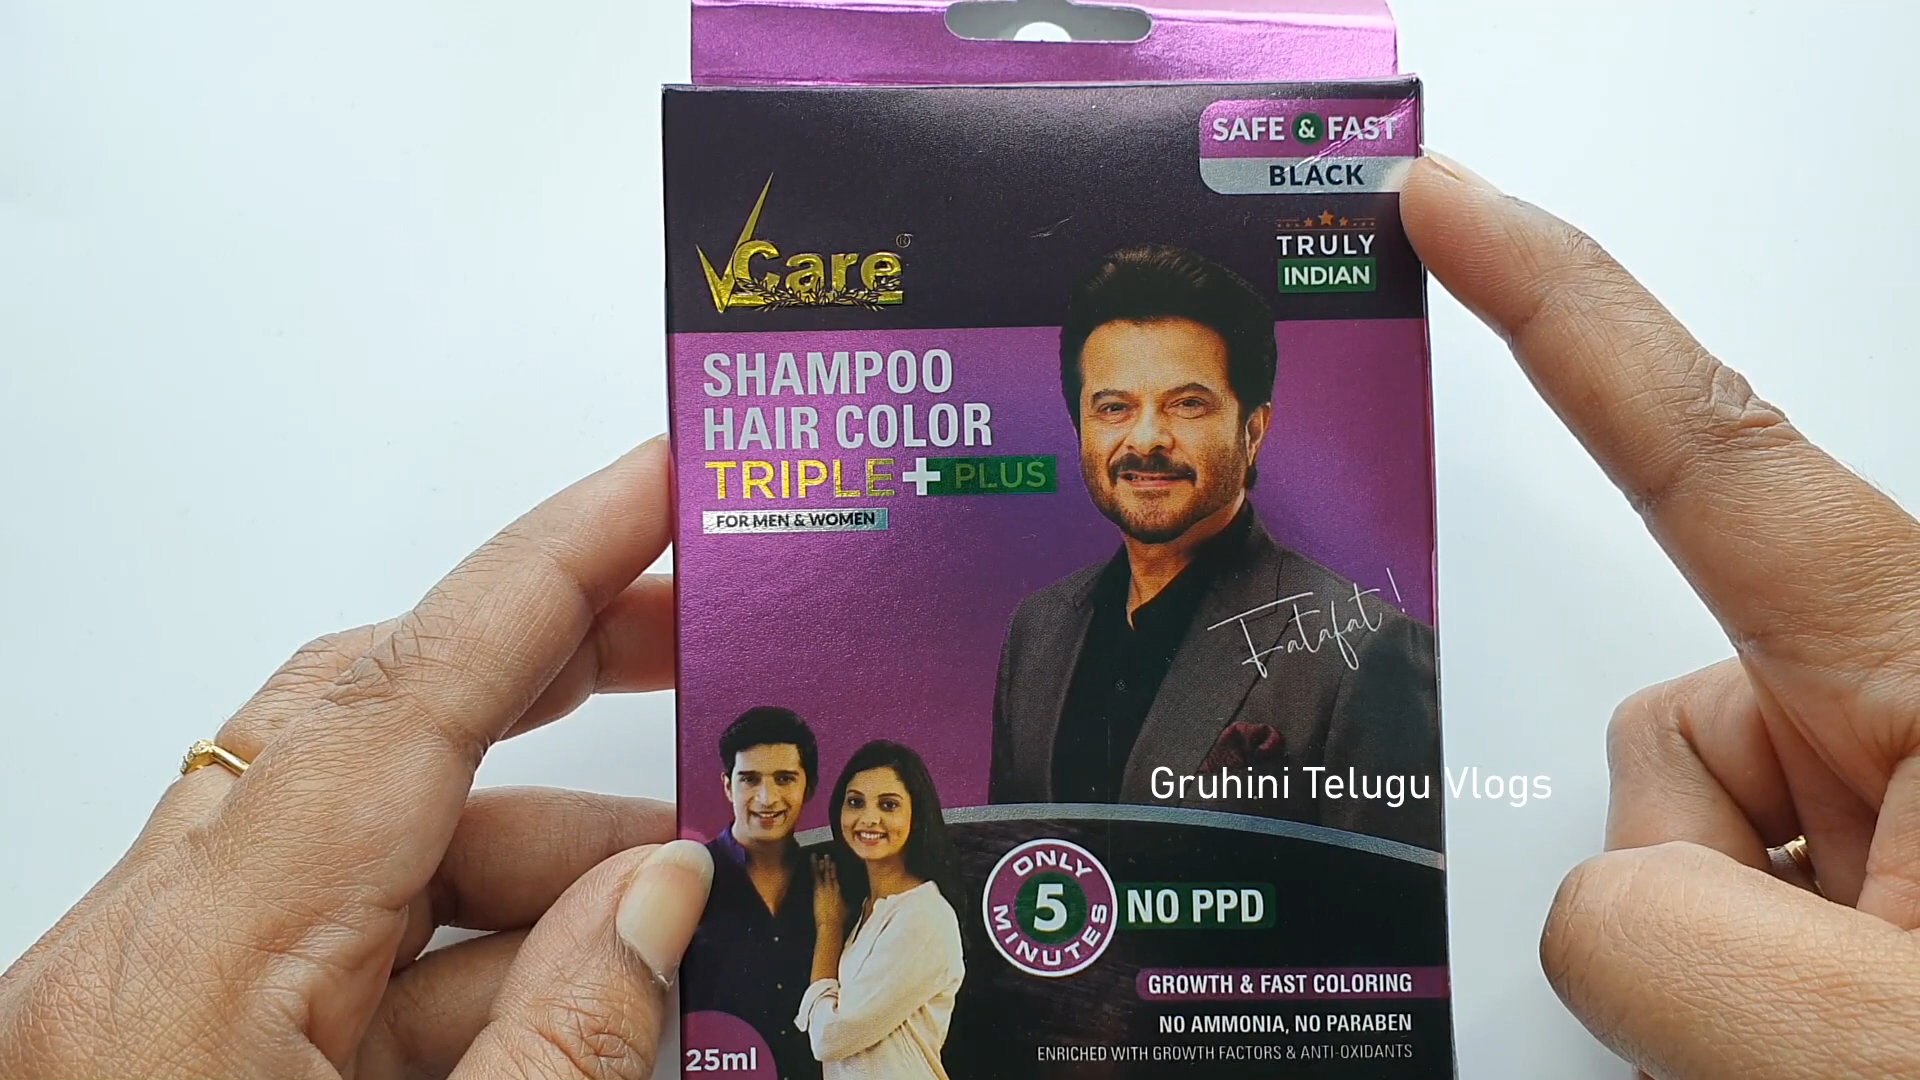 SAFE & FAST
BLACK
TRULY
INDIAN
VCare®
SHAMPOO
HAIR COLOR
TRIPLE + PLUS
FOR MEN & WOMEN
Fatafat!
Gruhini Telugu Vlogs
ONLY
5
MINUTES
NO PPD
GROWTH & FAST COLORING
NO AMMONIA, NO PARABEN
ENRICHED WITH GROWTH FACTORS & ANTI-OXIDANTS
25ml